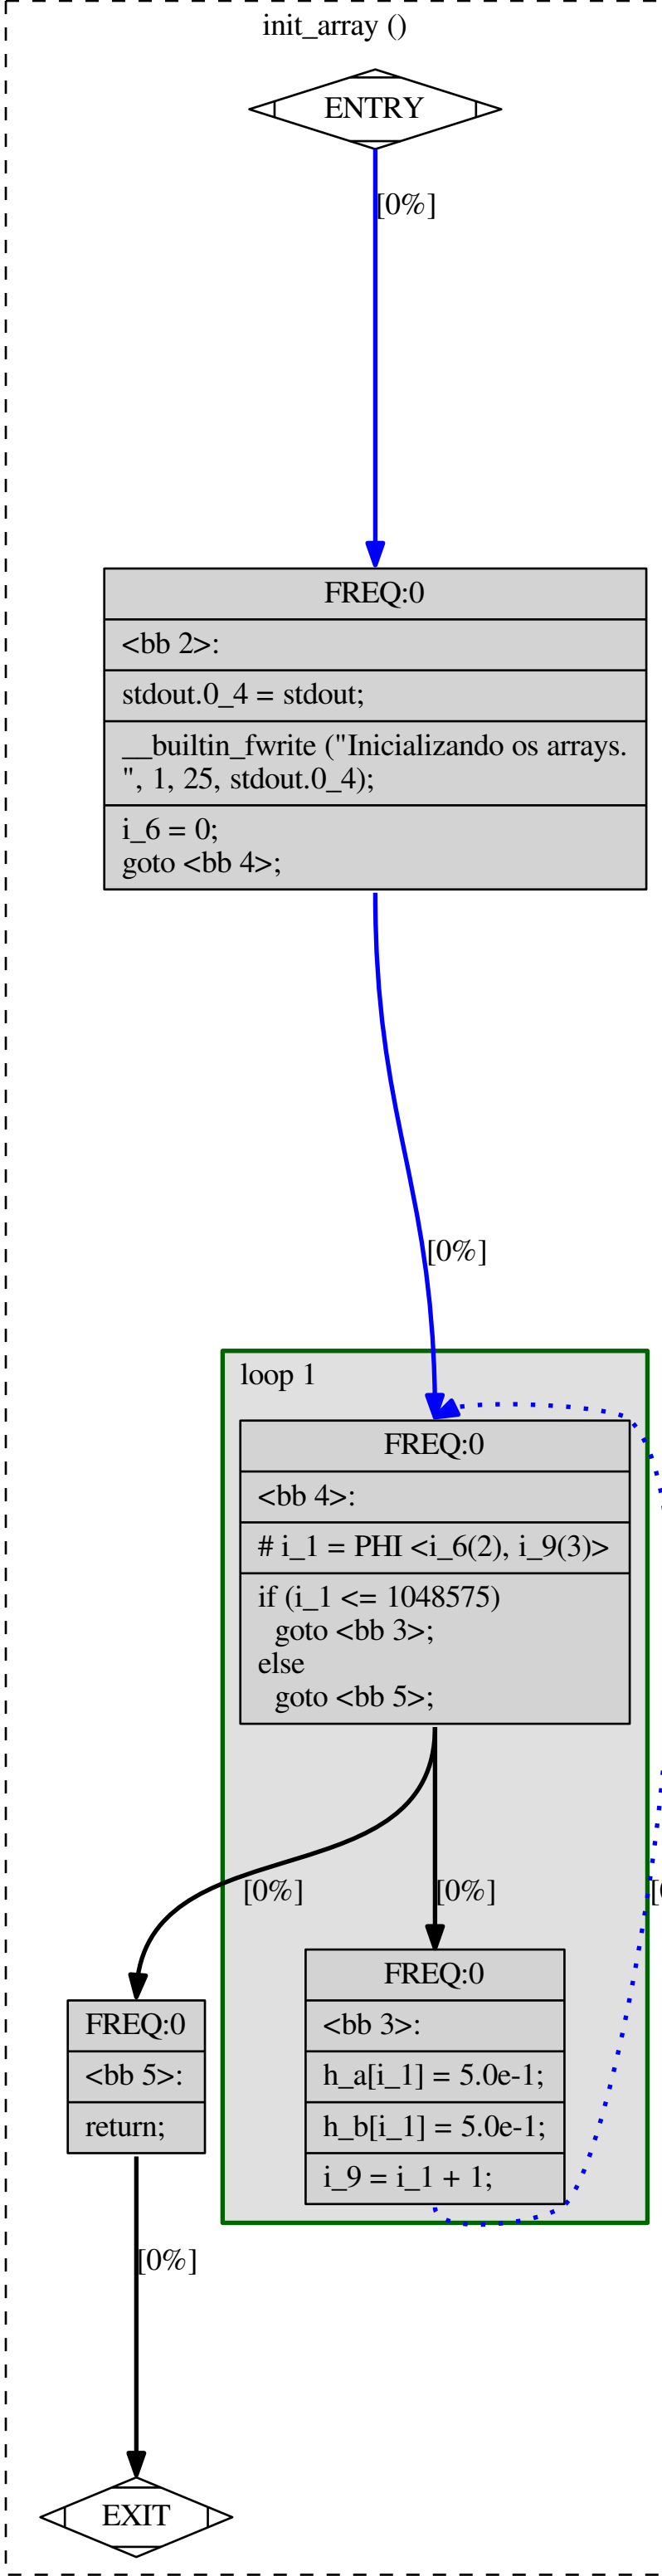 init_array ()
ENTRY
[0%]
FREQ:0
<bb 2>:
stdout.0_4 = stdout;
__builtin_fwrite ("Inicializando os arrays.
", 1, 25, stdout.0_4);
i_6 = 0;
goto <bb 4>;
[0%]
loop 1
FREQ:0
<bb 4>:
# i_1 = PHI <i_6(2), i_9(3)>
if (i_1 <= 1048575)
goto <bb 3>;
else
goto <bb 5>;
[0%]
[0%]
FREQ:0
<bb 3>:
h_a[i_1] = 5.0e-1;
h_b[i_1] = 5.0e-1;
i_9 = i_1 + 1;
FREQ:0
<bb 5>:
return;
[0%]
EXIT